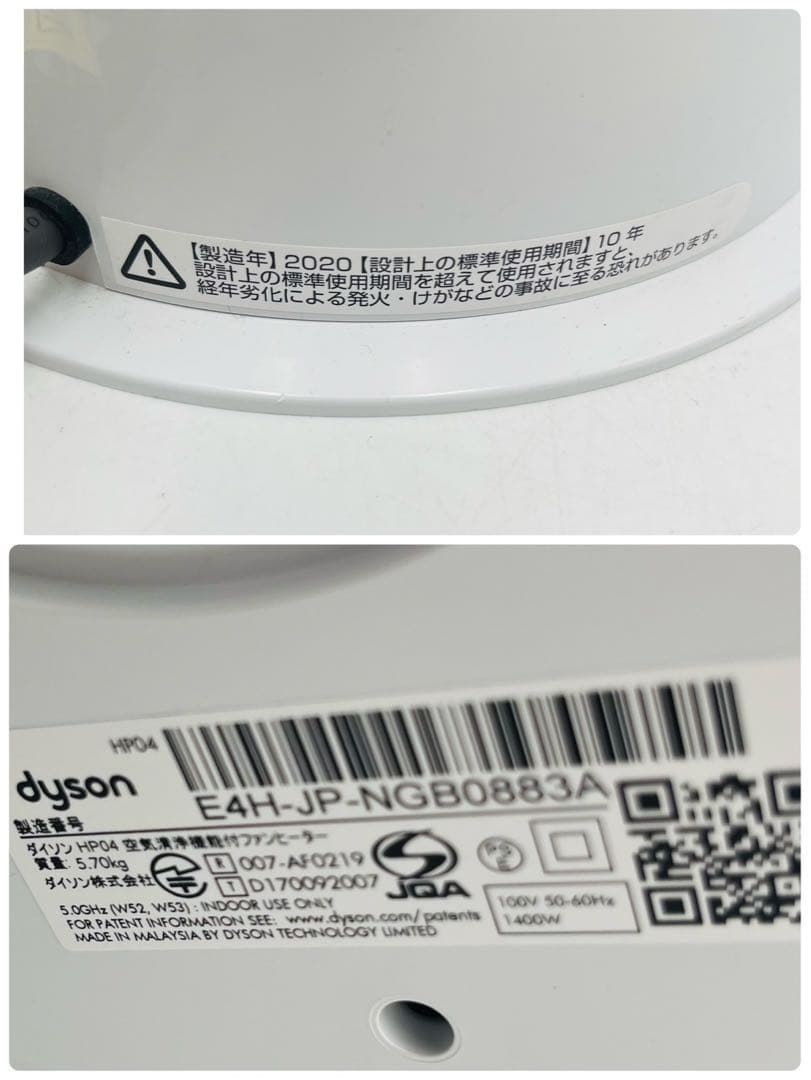 【製造年】2020【設計上の標準使用期間】10年
設計上の標準使用期間を超えて使用されますと、
経年劣化による発火・けがなどの事故に至る恐れがあります。
HP04
dyson
E4H-JP-NGB0883A
製造番号
ダイソン HP04 空気清浄機能付ファンヒーター
質量: 5.70kg
ダイソン株式会社
R 007-AF0219
T D170092007
JQA
PS E
100V 50-60Hz
1400W
5.0GHz (W52, W53) : INDOOR USE ONLY
FOR PATENT INFORMATION SEE: www.dyson.com/patents
MADE IN MALAYSIA BY DYSON TECHNOLOGY LIMITED